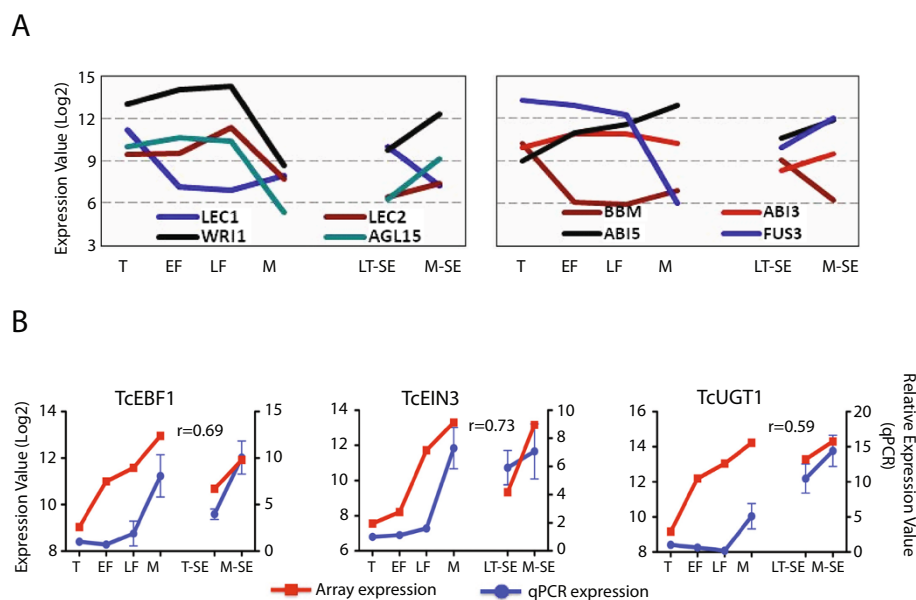 A
Expression Value (Log2)
15
12
9
6
3
LEC1
LEC2
WRI1
AGL15
T
EF
LF
M
LT-SE
M-SE
BBM
ABI3
ABI5
FUS3
T
EF
LF
M
LT-SE
M-SE
B
TcEBF1
Expression Value (Log2)
14
12
10
8
r=0.69
15
10
5
0
T
EF
LF
M
T-SE
M-SE
TcEIN3
14
12
10
8
6
r=0.73
10
8
6
4
2
0
T
EF
LF
M
LT-SE
M-SE
TcUGT1
16
14
12
10
8
r=0.59
20
15
10
5
0
Relative Expression Value
(qPCR)
T
EF
LF
M
LT-SE
M-SE
Array expression
qPCR expression